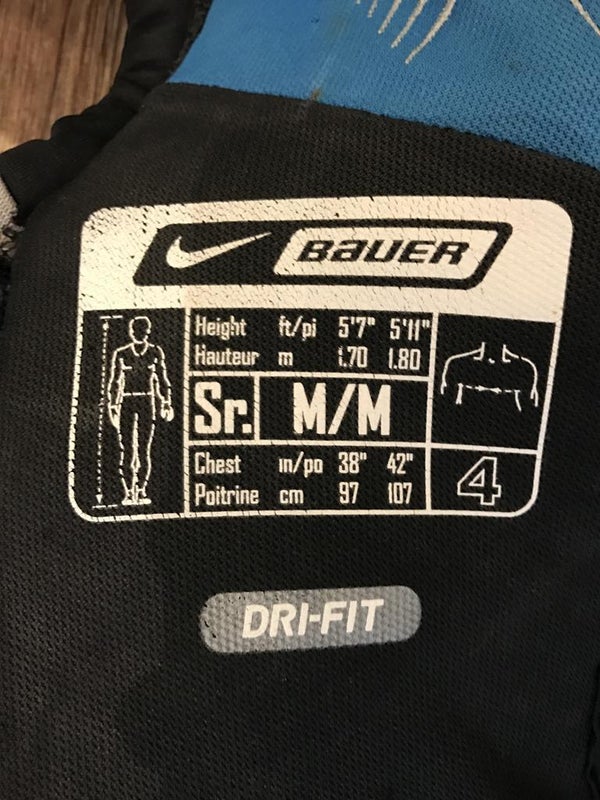 BAUER
Height ft/pi 5'7" 5'11"
Hauteur m 1.70 1.80
Sr. M/M
Chest in/po 38" 42"
Poitrine cm 97 107
4
DRI-FIT